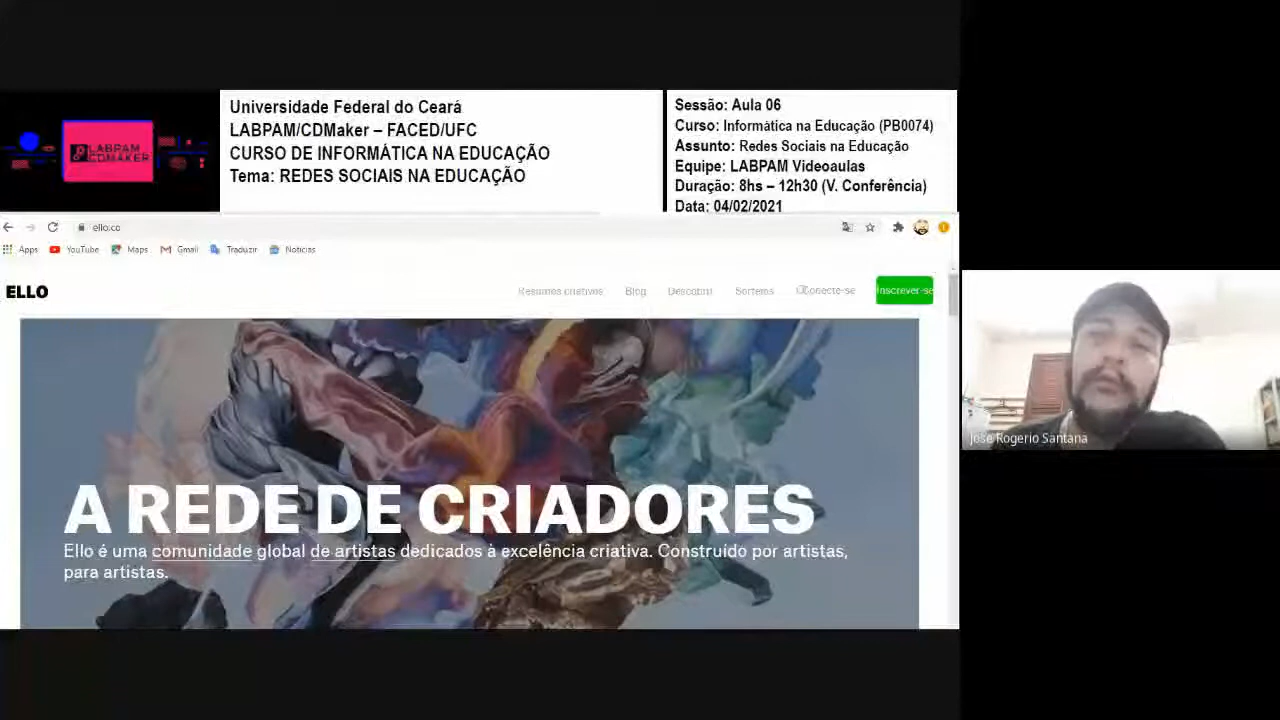 LABPAM
CDMAKER
Universidade Federal do Ceará
LABPAM/CDMaker – FACED/UFC
CURSO DE INFORMÁTICA NA EDUCAÇÃO
Tema: REDES SOCIAIS NA EDUCAÇÃO
Sessão: Aula 06
Curso: Informática na Educação (PB0074)
Assunto: Redes Sociais na Educação
Equipe: LABPAM Videoaulas
Duração: 8hs – 12h30 (V. Conferência)
Data: 04/02/2021
ello.co
Apps YouTube Maps Gmail Traduzir Notícias
ELLO Resumos criativos Blog Descobrir Sorteios Conecte-se Inscrever-se
A REDE DE CRIADORES
Ello é uma comunidade global de artistas dedicados à excelência criativa. Construído por artistas,
para artistas.
Jose Rogerio Santana